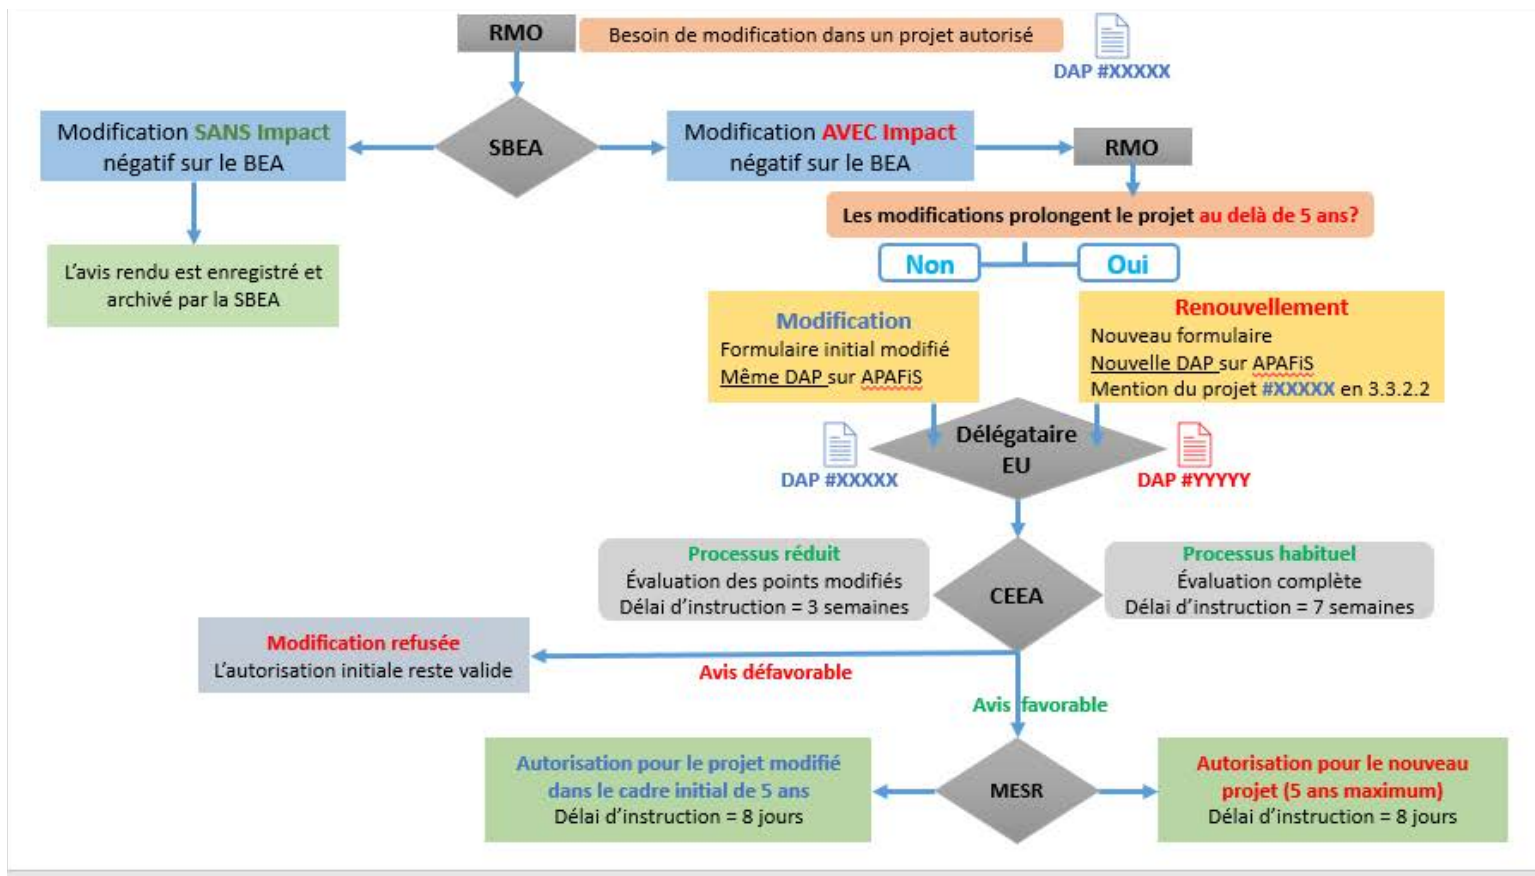 RMO
Besoin de modification dans un projet autorisé
DAP #XXXXX
Modification SANS Impact
négatif sur le BEA
SBEA
Modification AVEC Impact
négatif sur le BEA
RMO
Les modifications prolongent le projet au delà de 5 ans?
Non
Oui
L'avis rendu est enregistré et
archivé par la SBEA
Modification
Formulaire initial modifié
Même DAP sur APAFiS
Renouvellement
Nouveau formulaire
Nouvelle DAP sur APAFiS
Mention du projet #XXXXX en 3.3.2.2
Délégataire
EU
DAP #XXXXX
DAP #YYYYY
Processus réduit
Évaluation des points modifiés
Délai d'instruction = 3 semaines
CEEA
Processus habituel
Évaluation complète
Délai d'instruction = 7 semaines
Modification refusée
L'autorisation initiale reste valide
Avis défavorable
Avis favorable
Autorisation pour le projet modifié
dans le cadre initial de 5 ans
Délai d'instruction = 8 jours
MESR
Autorisation pour le nouveau
projet (5 ans maximum)
Délai d'instruction = 8 jours